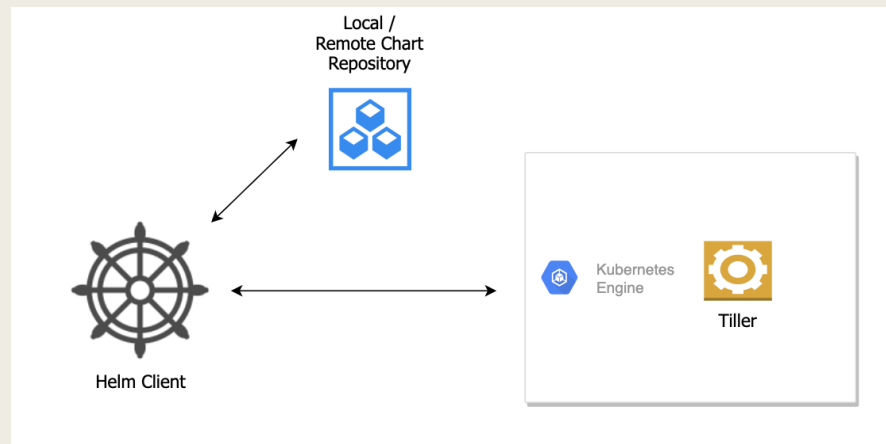 Local /
Remote Chart
Repository
Kubernetes
Engine
Tiller
Helm Client